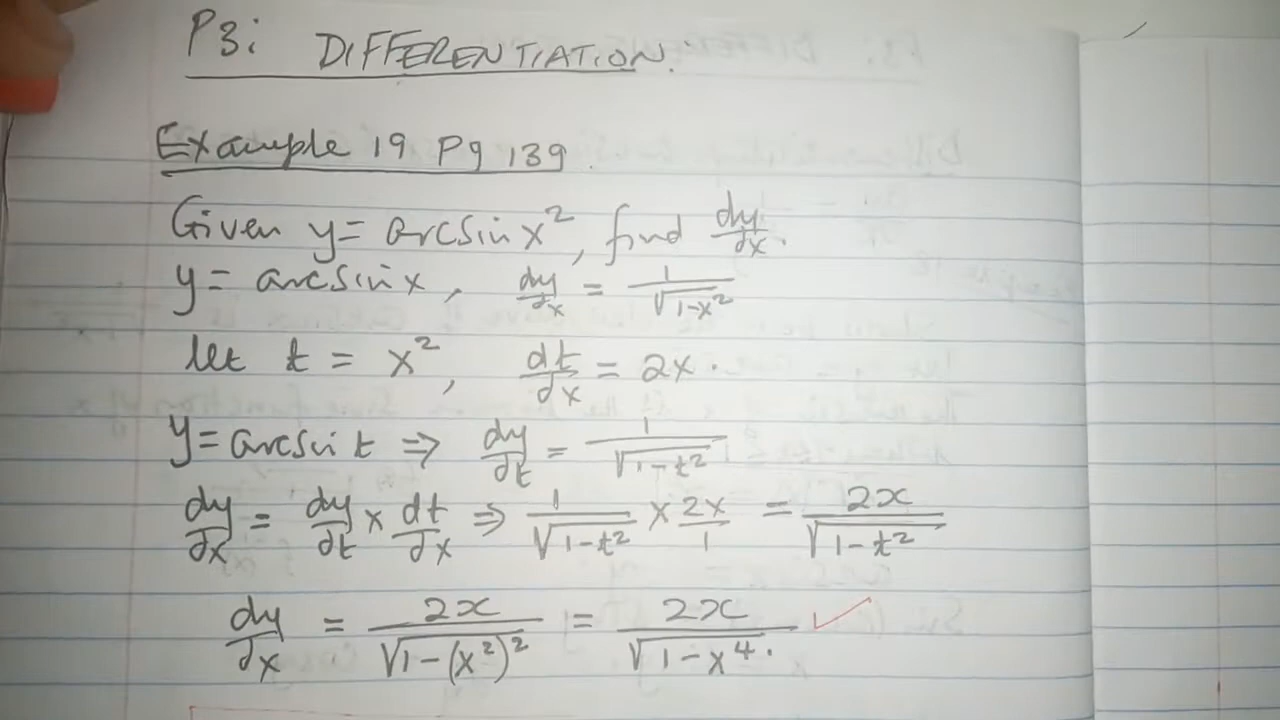 P3: DIFFERENTIATION:
Example 19 Pg 139.
Given y = arcsin x², find dy/dx.
y = arcsin x, dy/dx = 1/√(1-x²)
let t = x², dt/dx = 2x.
y = arcsin t ⇒ dy/dt = 1/√(1-t²)
dy/dx = dy/dt × dt/dx ⇒ 1/√(1-t²) × 2x/1 = 2x/√(1-t²)
dy/dx = 2x/√(1-(x²)²) = 2x/√(1-x⁴). ✓